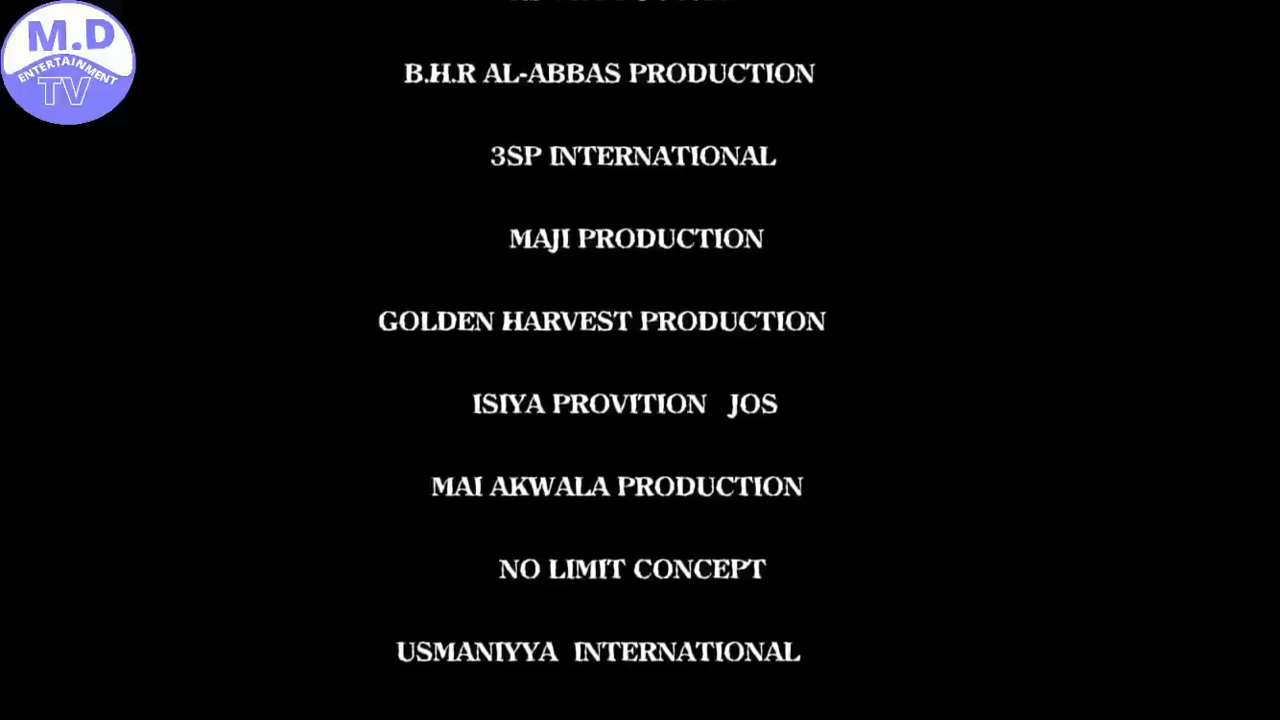 M.D
ENTERTAINMENT
TV
B.H.R AL-ABBAS PRODUCTION
3SP INTERNATIONAL
MAJI PRODUCTION
GOLDEN HARVEST PRODUCTION
ISIYA PROVITION JOS
MAI AKWALA PRODUCTION
NO LIMIT CONCEPT
USMANIYYA INTERNATIONAL